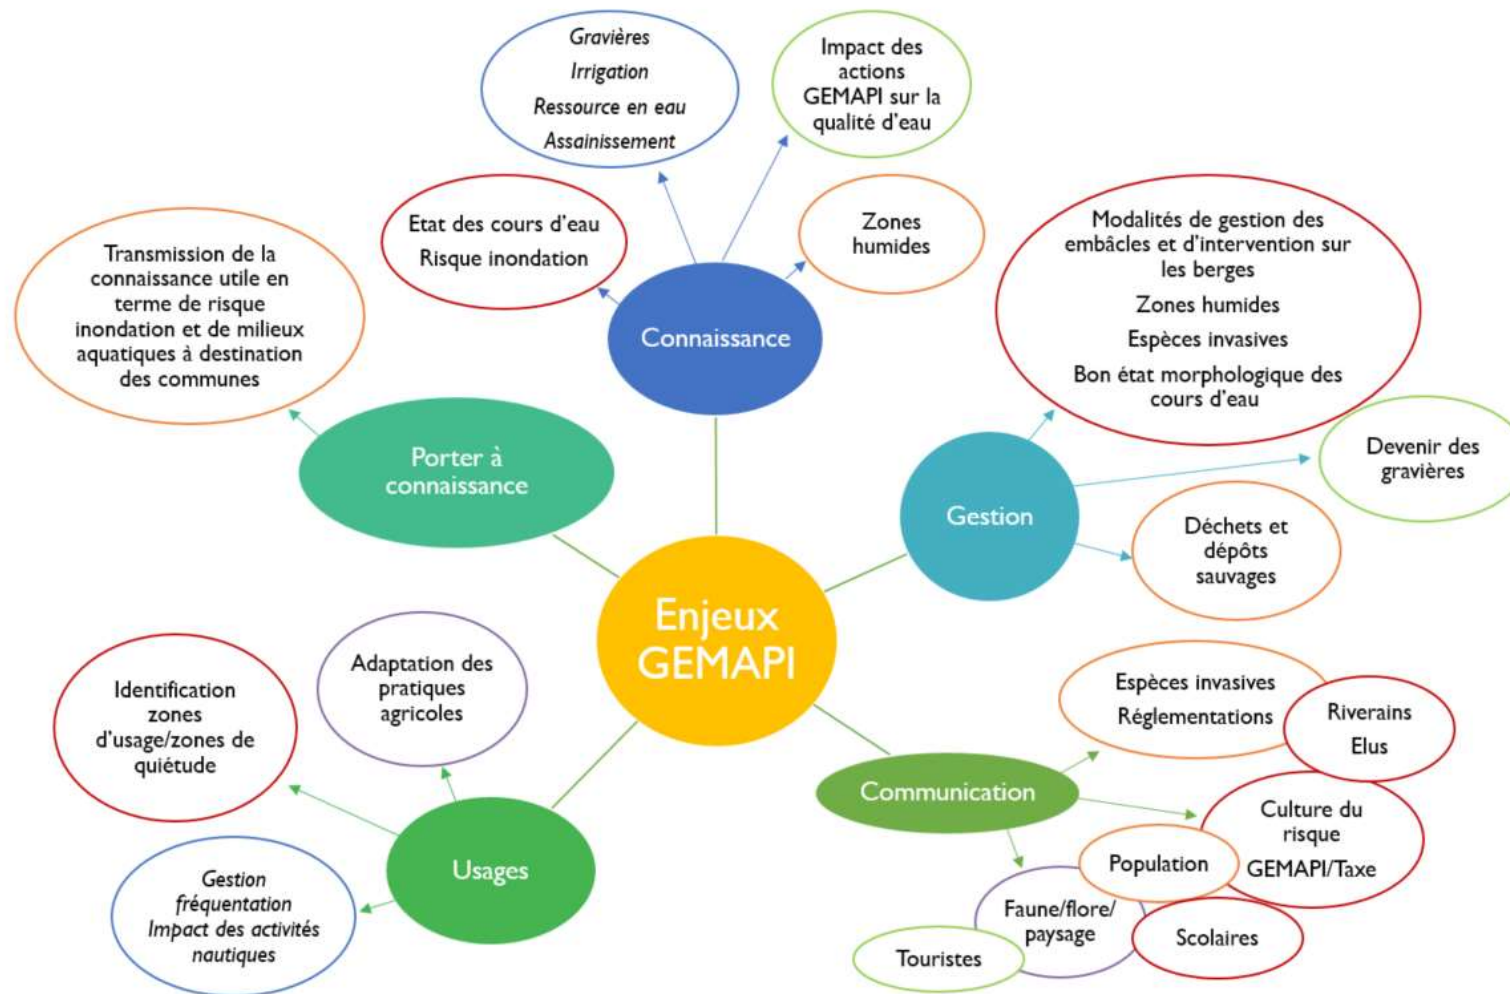 Gravières
Irrigation
Ressource en eau
Assainissement
Impact des
actions
GEMAPI sur la
qualité d'eau
Etat des cours d'eau
Risque inondation
Zones
humides
Connaissance
Transmission de la
connaissance utile en
terme de risque
inondation et de milieux
aquatiques à destination
des communes
Porter à
connaissance
Modalités de gestion des
embâcles et d'intervention sur
les berges
Zones humides
Espèces invasives
Bon état morphologique des
cours d'eau
Devenir des
gravières
Gestion
Déchets et
dépôts
sauvages
Enjeux
GEMAPI
Identification
zones
d'usage/zones de
quiétude
Adaptation des
pratiques
agricoles
Usages
Gestion
fréquentation
Impact des activités
nautiques
Communication
Espèces invasives
Réglementations
Riverains
Elus
Culture du
risque
GEMAPI/Taxe
Population
Faune/flore/
paysage
Scolaires
Touristes